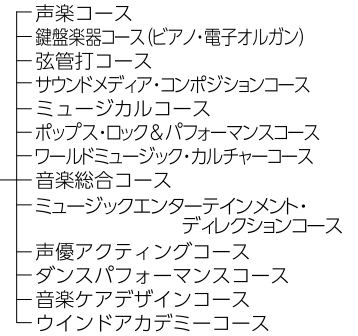 声楽コース
鍵盤楽器コース(ピアノ・電子オルガン)
弦管打コース
サウンドメディア・コンポジションコース
ミュージカルコース
ポップス・ロック&パフォーマンスコース
ワールドミュージック・カルチャーコース
音楽総合コース
ミュージックエンターテインメント・
ディレクションコース
声優アクティングコース
ダンスパフォーマンスコース
音楽ケアデザインコース
ウインドアカデミーコース